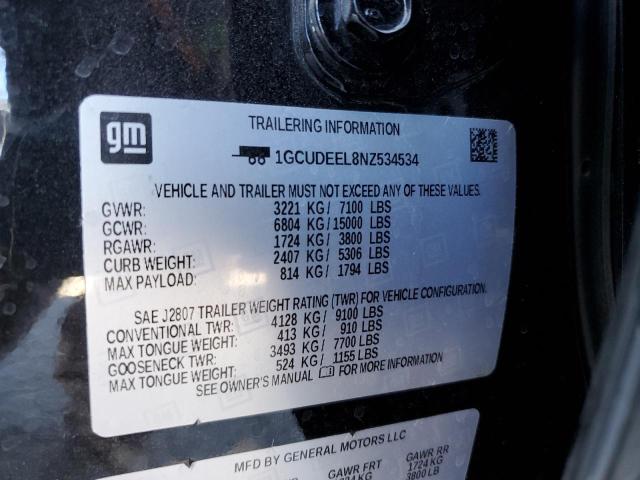 gm
TRAILERING INFORMATION
1GCUDEEL8NZ534534
VEHICLE AND TRAILER MUST NOT EXCEED ANY OF THESE VALUES.
GVWR: 3221 KG/ 7100 LBS
GCWR: 6804 KG/15000 LBS
RGAWR: 1724 KG/ 3800 LBS
CURB WEIGHT: 2407 KG/ 5306 LBS
MAX PAYLOAD: 814 KG/ 1794 LBS
SAE J2807 TRAILER WEIGHT RATING (TWR) FOR VEHICLE CONFIGURATION.
CONVENTIONAL TWR: 4128 KG/ 9100 LBS
MAX TONGUE WEIGHT: 413 KG/ 910 LBS
GOOSENECK TWR: 3493 KG/ 7700 LBS
MAX TONGUE WEIGHT: 524 KG/ 1155 LBS
SEE OWNER'S MANUAL FOR MORE INFORMATION.
MFD BY GENERAL MOTORS LLC
GAWR FRT GAWR RR
1724 KG
3800 LB